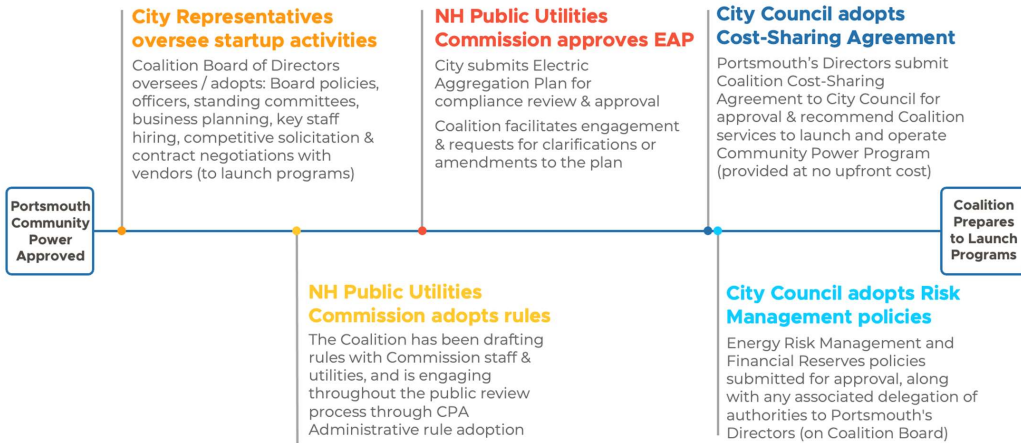 City Representatives
oversee startup activities
Coalition Board of Directors
oversees / adopts: Board policies,
officers, standing committees,
business planning, key staff
hiring, competitive solicitation &
contract negotiations with
vendors (to launch programs)
NH Public Utilities
Commission approves EAP
City submits Electric
Aggregation Plan for
compliance review & approval
Coalition facilitates engagement
& requests for clarifications or
amendments to the plan
City Council adopts
Cost-Sharing Agreement
Portsmouth's Directors submit
Coalition Cost-Sharing
Agreement to City Council for
approval & recommend Coalition
services to launch and operate
Community Power Program
(provided at no upfront cost)
Portsmouth
Community
Power
Approved
Coalition
Prepares
to Launch
Programs
NH Public Utilities
Commission adopts rules
The Coalition has been drafting
rules with Commission staff &
utilities, and is engaging
throughout the public review
process through CPA
Administrative rule adoption
City Council adopts Risk
Management policies
Energy Risk Management and
Financial Reserves policies
submitted for approval, along
with any associated delegation of
authorities to Portsmouth's
Directors (on Coalition Board)